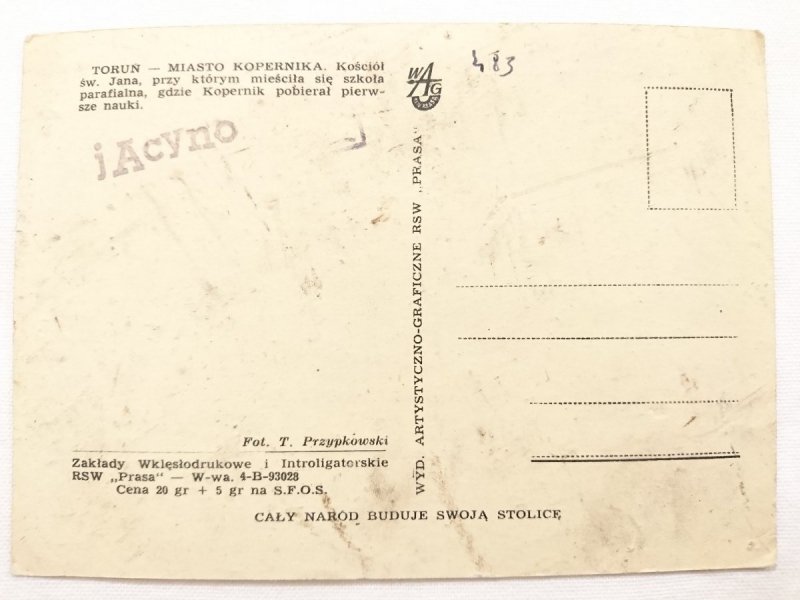 TORUŃ — MIASTO KOPERNIKA. Kościół
św. Jana, przy którym mieściła się szkoła
parafialna, gdzie Kopernik pobierał pierw-
sze nauki.
jAcyno
483
WAG
WYD. ARTYSTYCZNO-GRAFICZNE RSW „PRASA"
Fot. T. Przypkowski
Zakłady Wklęsłodrukowe i Introligatorskie
RSW „Prasa" — W-wa. 4-B-93028
Cena 20 gr + 5 gr na S.F.O.S.
CAŁY NARÓD BUDUJE SWOJĄ STOLICĘ